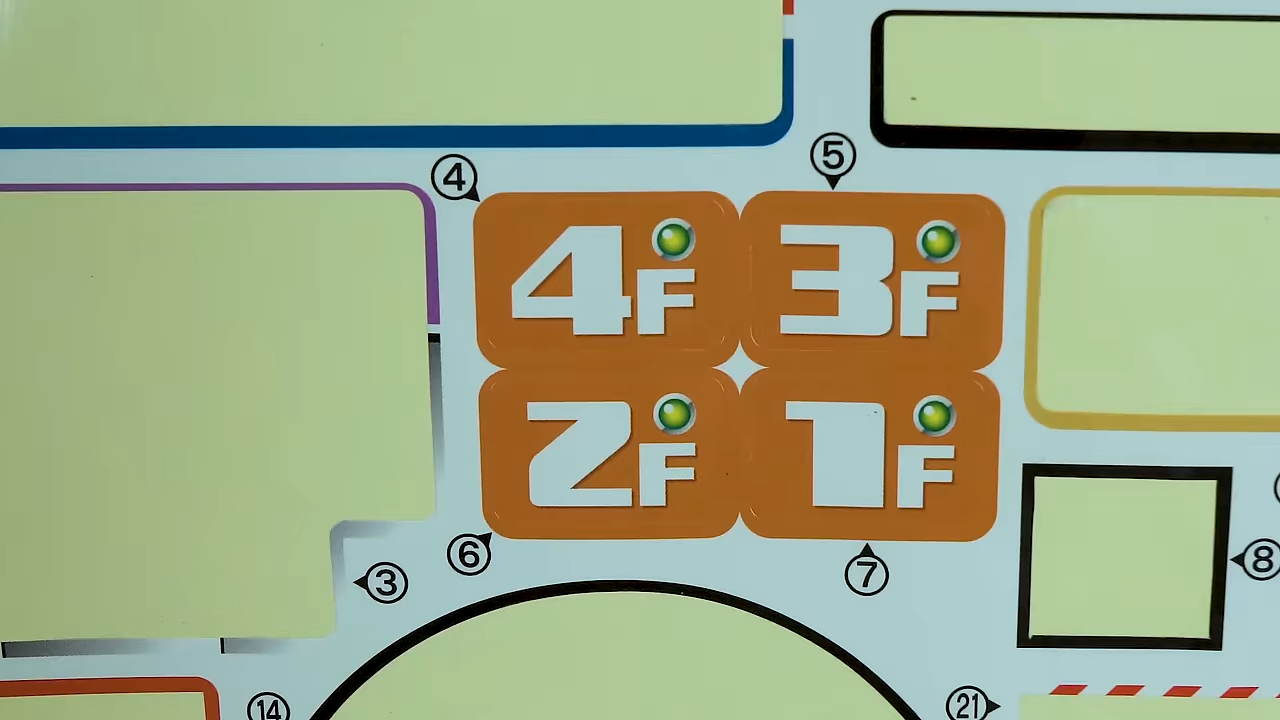 ④ ⑤
4F 3F
2F 1F
⑥ ⑦ ⑧
③
⑭ ㉑